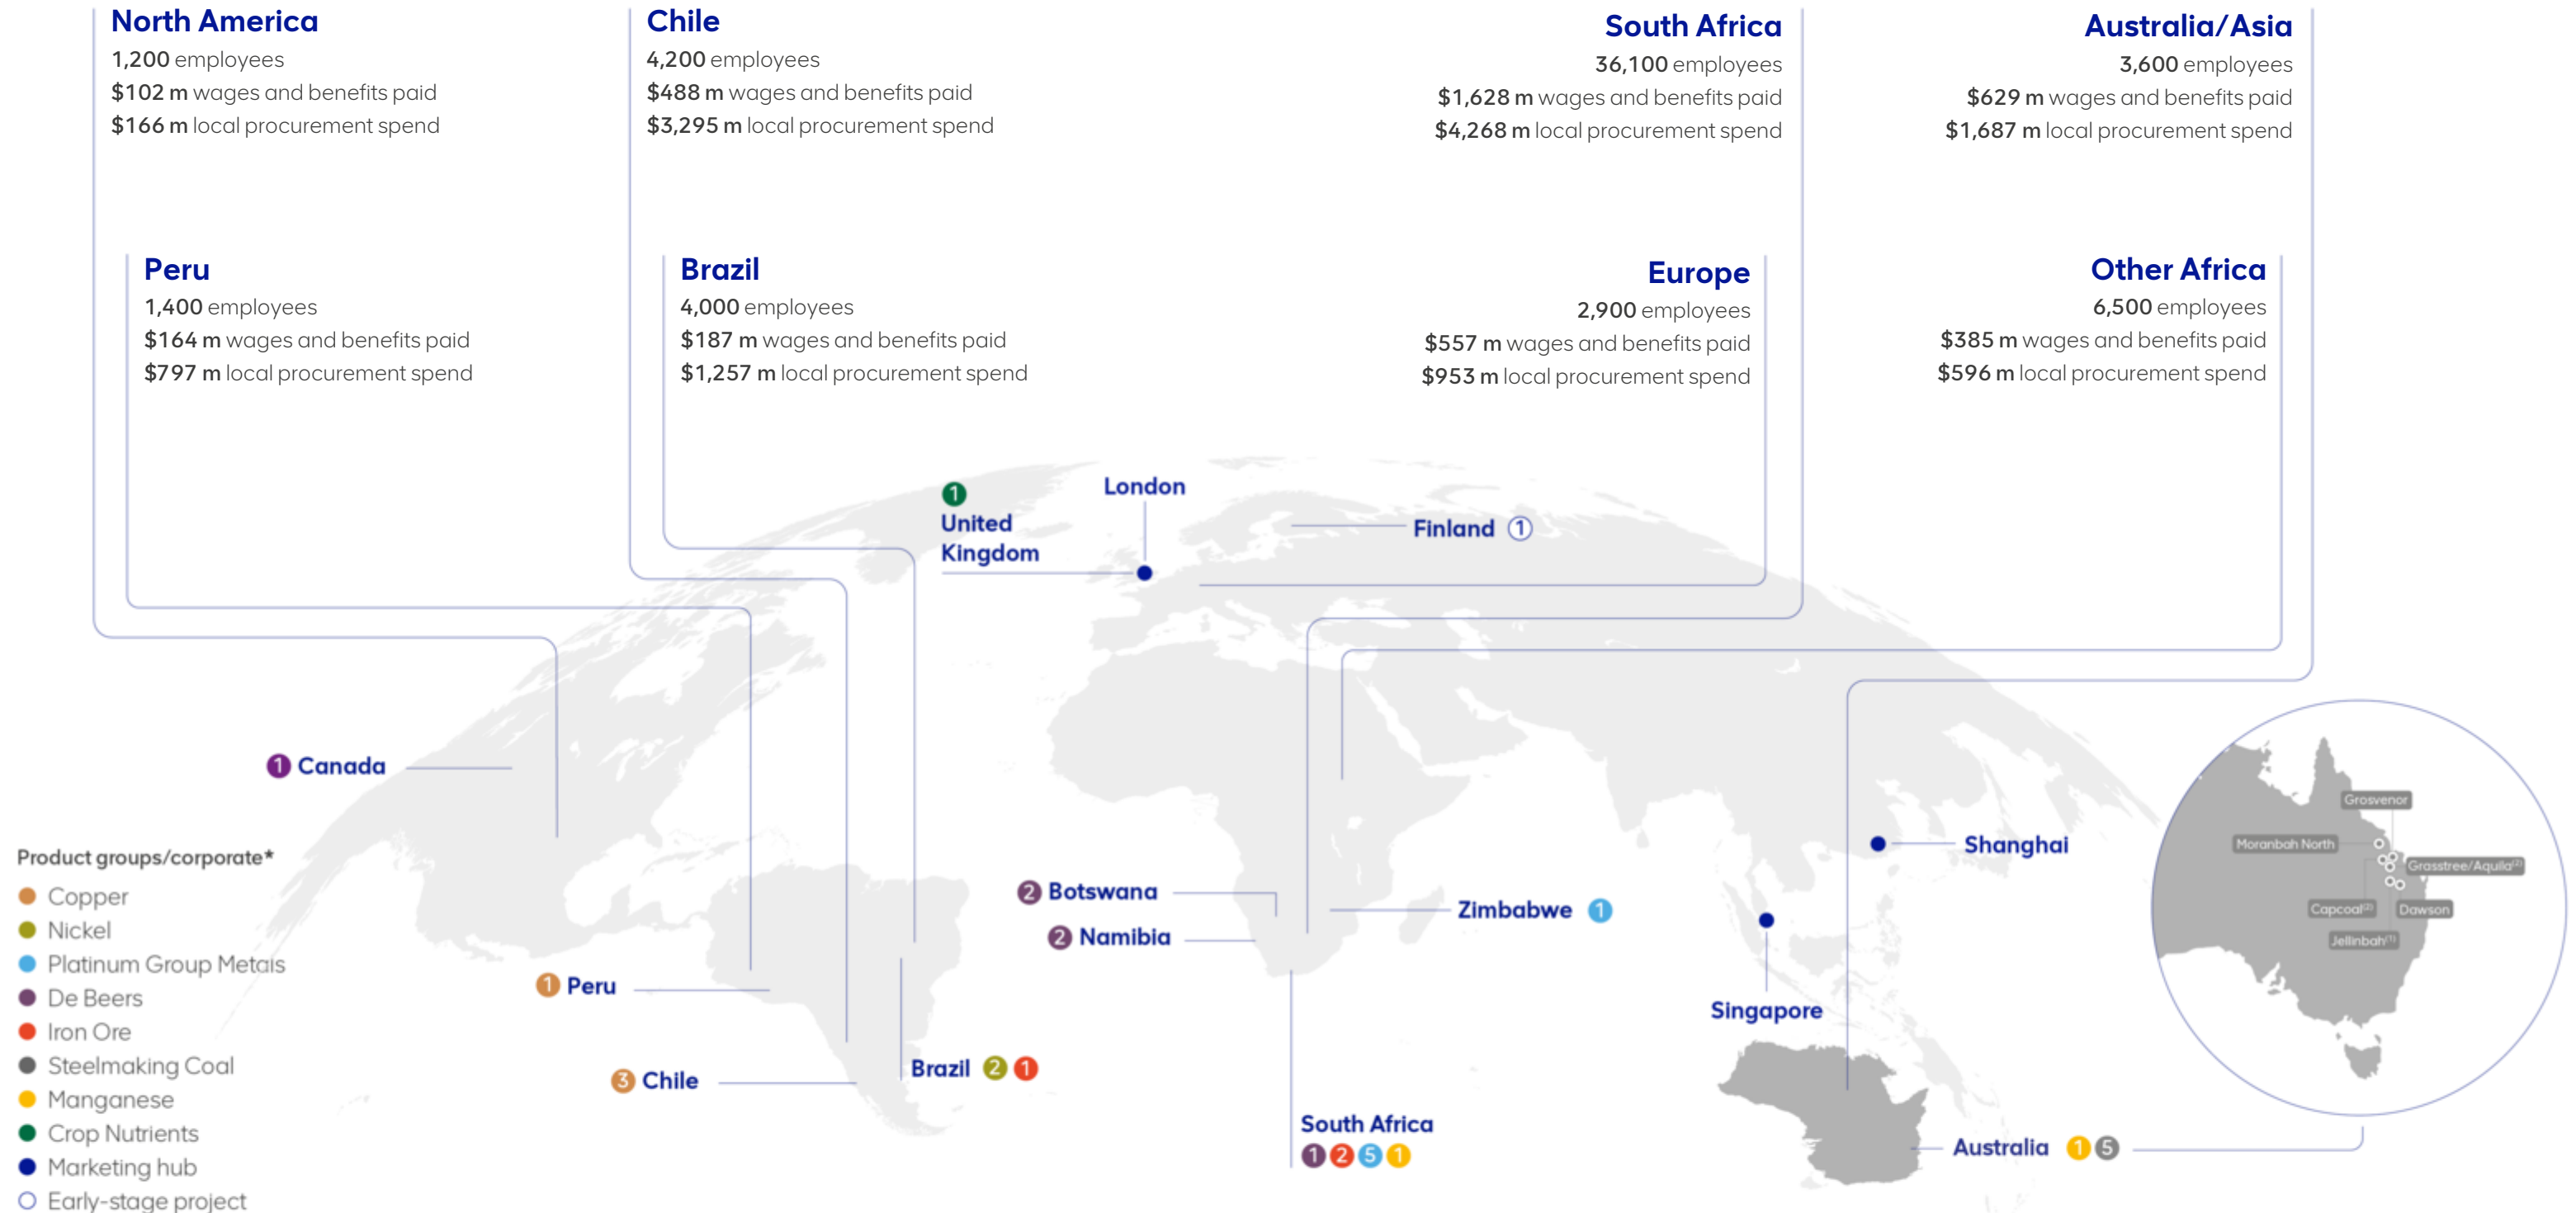 North America
1,200 employees
$102 m wages and benefits paid
$166 m local procurement spend
Chile
4,200 employees
$488 m wages and benefits paid
$3,295 m local procurement spend
South Africa
36,100 employees
$1,628 m wages and benefits paid
$4,268 m local procurement spend
Australia/Asia
3,600 employees
$629 m wages and benefits paid
$1,687 m local procurement spend
Peru
1,400 employees
$164 m wages and benefits paid
$797 m local procurement spend
Brazil
4,000 employees
$187 m wages and benefits paid
$1,257 m local procurement spend
Europe
2,900 employees
$557 m wages and benefits paid
$953 m local procurement spend
Other Africa
6,500 employees
$385 m wages and benefits paid
$596 m local procurement spend
1
United
Kingdom
London
Finland 1
1 Canada
2 Botswana
2 Namibia
Zimbabwe 1
Shanghai
Singapore
1 Peru
3 Chile
Brazil 2 1
South Africa
1 2 5 1
Australia 1 5
Grosvenor
Moranbah North
Grasstree/Aquila(2)
Capcoal(2)
Dawson
Jellinbah(1)
Product groups/corporate*
Copper
Nickel
Platinum Group Metals
De Beers
Iron Ore
Steelmaking Coal
Manganese
Crop Nutrients
Marketing hub
Early-stage project